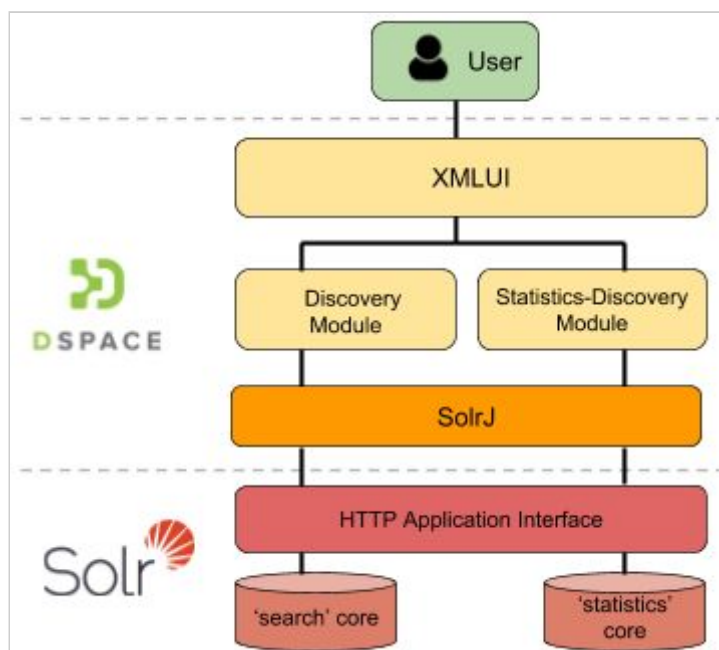 User
XMLUI
Discovery
Module
Statistics-Discovery
Module
DSPACE
SolrJ
HTTP Application Interface
Solr
‘search’ core
‘statistics’
core